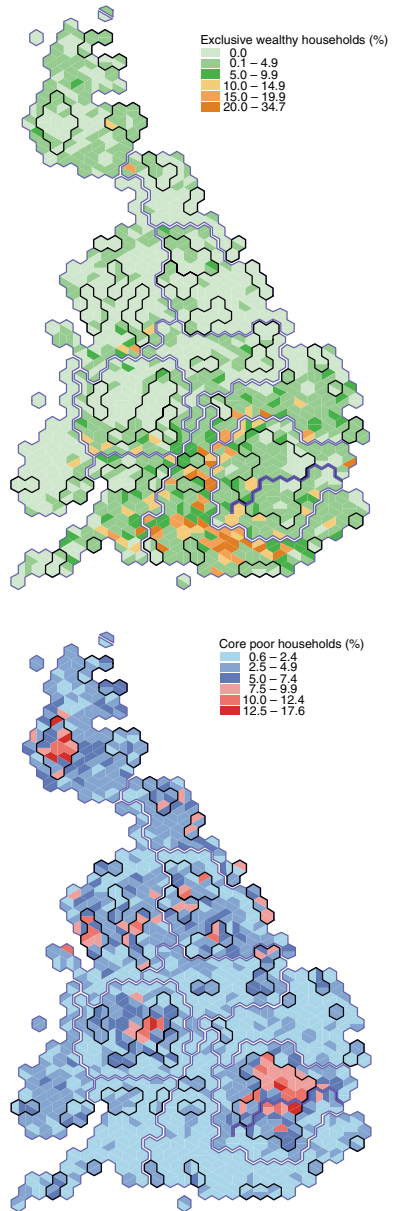 Exclusive wealthy households (%)
0.0
0.1 – 4.9
5.0 – 9.9
10.0 – 14.9
15.0 – 19.9
20.0 – 34.7
Core poor households (%)
0.6 – 2.4
2.5 – 4.9
5.0 – 7.4
7.5 – 9.9
10.0 – 12.4
12.5 – 17.6